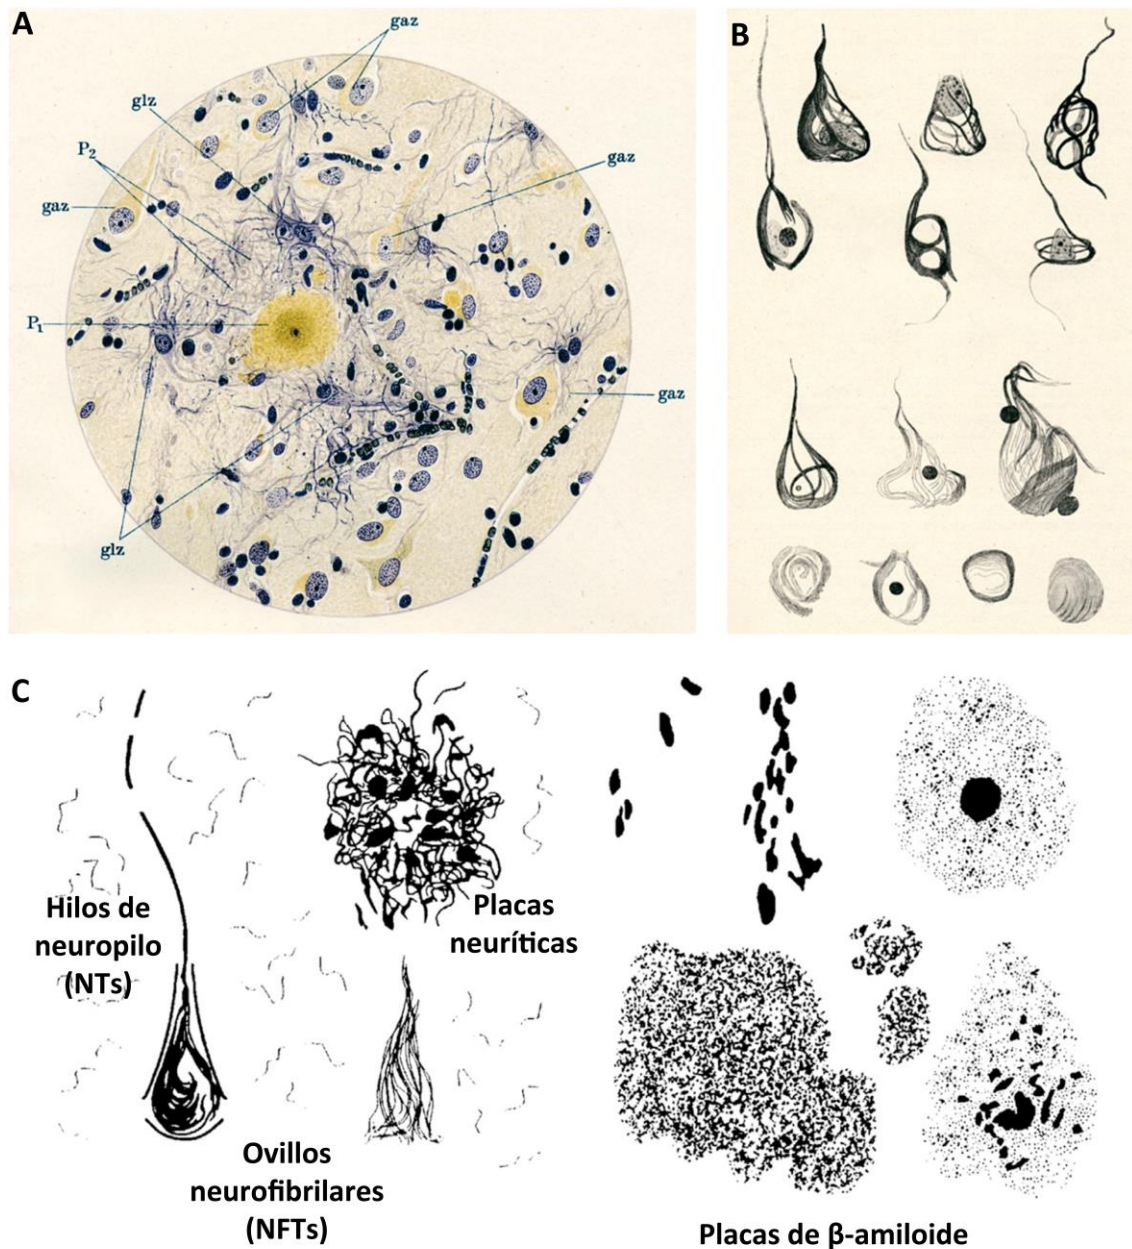 A
gaz
glz
P₂
gaz
gaz
P₁
gaz
glz
B
C
Hilos de
neuropilo
(NTs)
Placas
neuríticas
Ovillos
neurofibrilares
(NFTs)
Placas de β-amiloide